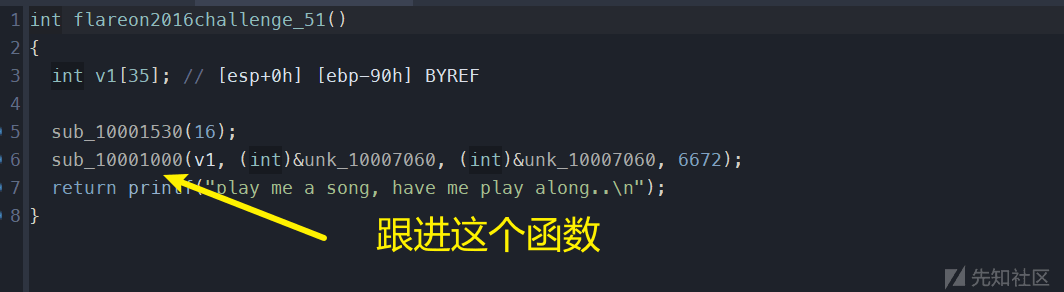 1 int flareon2016challenge_51()
2 {
3 int v1[35]; // [esp+0h] [ebp-90h] BYREF
4
5 sub_10001530(16);
6 sub_10001000(v1, (int)&unk_10007060, (int)&unk_10007060, 6672);
7 return printf("play me a song, have me play along..\n");
8 }
跟进这个函数
先知社区